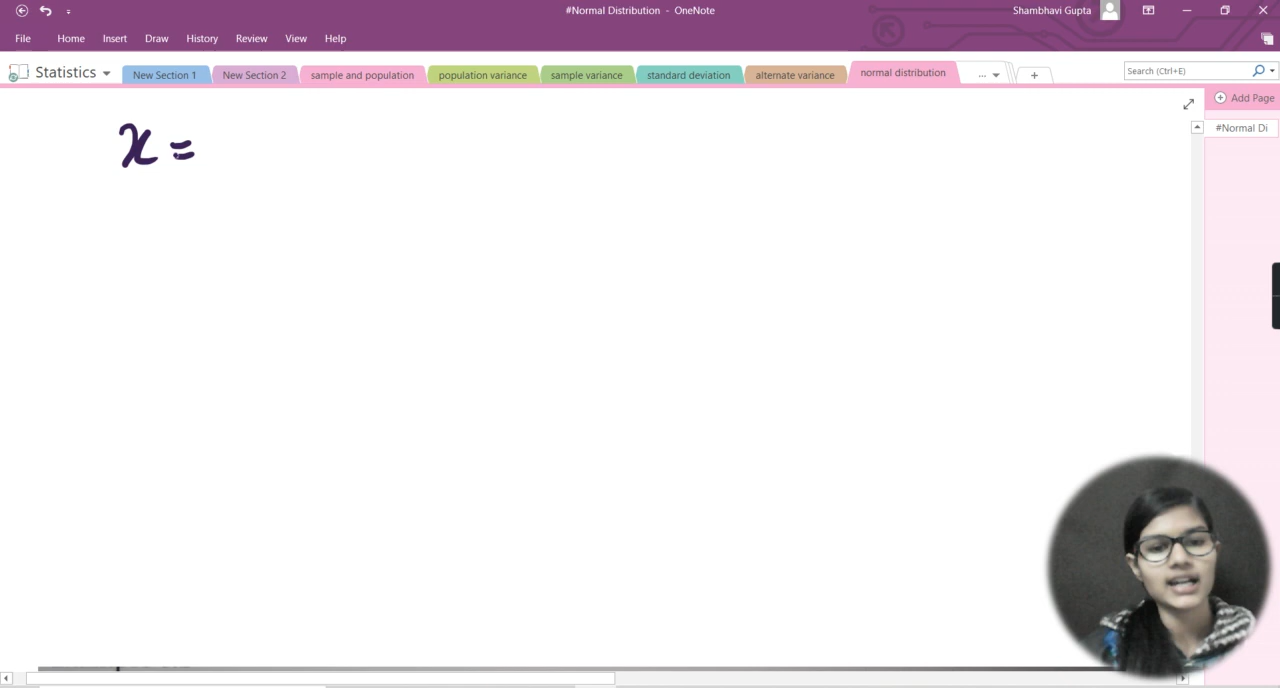 #Normal Distribution - OneNote
Shambhavi Gupta
File Home Insert Draw History Review View Help
Statistics New Section 1 New Section 2 sample and population population variance sample variance standard deviation alternate variance normal distribution ... + Search (Ctrl+E)
Add Page
#Normal Di
x =